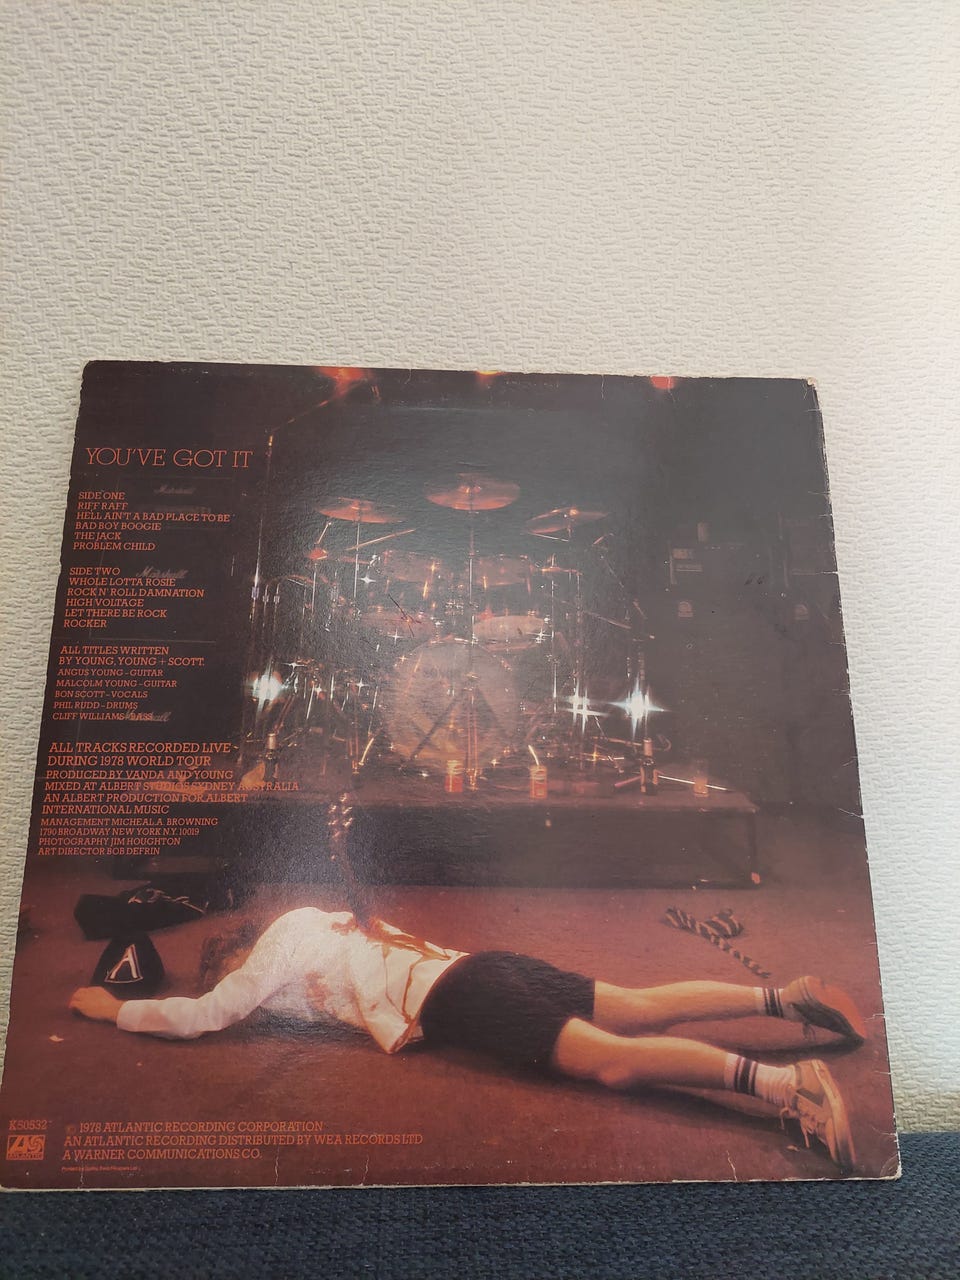 YOU'VE GOT IT
SIDE ONE
RIFF RAFF
HELL AIN'T A BAD PLACE TO BE
BAD BOY BOOGIE
THE JACK
PROBLEM CHILD
SIDE TWO
WHOLE LOTTA ROSIE
ROCK N' ROLL DAMNATION
HIGH VOLTAGE
LET THERE BE ROCK
ROCKER
ALL TITLES WRITTEN
BY YOUNG, YOUNG + SCOTT.
ANGUS YOUNG - GUITAR
MALCOLM YOUNG - GUITAR
BON SCOTT - VOCALS
PHIL RUDD - DRUMS
CLIFF WILLIAMS - BASS
ALL TRACKS RECORDED LIVE
DURING 1978 WORLD TOUR
PRODUCED BY VANDA AND YOUNG
MIXED AT ALBERT STUDIOS SYDNEY AUSTRALIA
AN ALBERT PRODUCTION FOR ALBERT
INTERNATIONAL MUSIC
MANAGEMENT MICHEAL A. BROWNING
1790 BROADWAY NEW YORK N.Y. 10019
PHOTOGRAPHY JIM HOUGHTON
ART DIRECTOR BOB DEFRIN
Marshall
Marshall
A
K50532
ATLANTIC
© 1978 ATLANTIC RECORDING CORPORATION
AN ATLANTIC RECORDING DISTRIBUTED BY WEA RECORDS LTD
A WARNER COMMUNICATIONS CO.